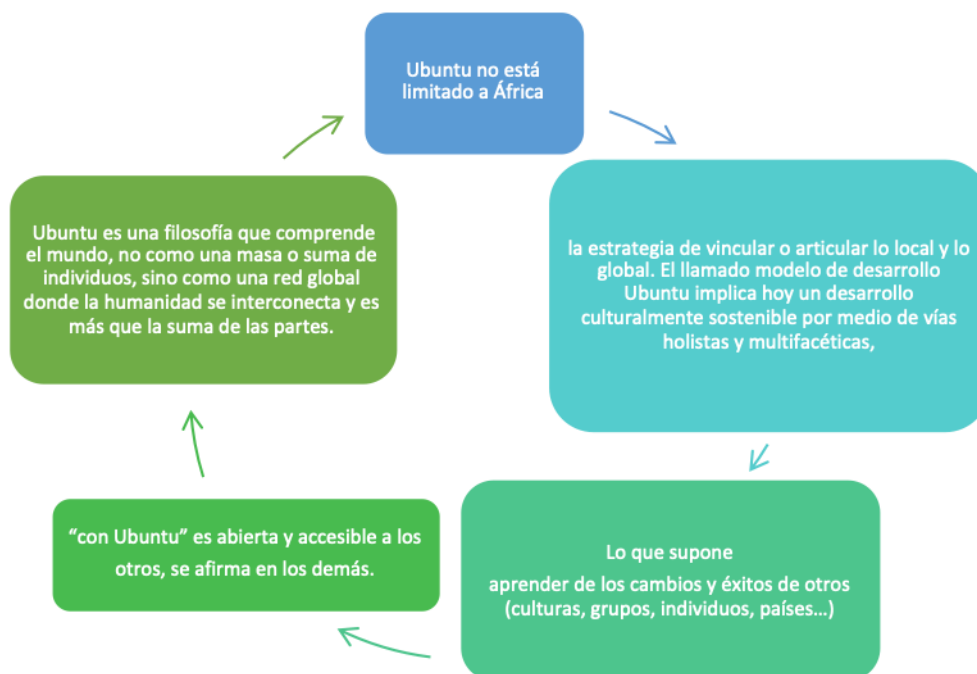 Ubuntu no está
limitado a África
la estrategia de vincular o articular lo local y lo
global. El llamado modelo de desarrollo
Ubuntu implica hoy un desarrollo
culturalmente sostenible por medio de vías
holistas y multifacéticas,
Lo que supone
aprender de los cambios y éxitos de otros
(culturas, grupos, individuos, países...)
“con Ubuntu” es abierta y accesible a los
otros, se afirma en los demás.
Ubuntu es una filosofía que comprende
el mundo, no como una masa o suma de
individuos, sino como una red global
donde la humanidad se interconecta y es
más que la suma de las partes.